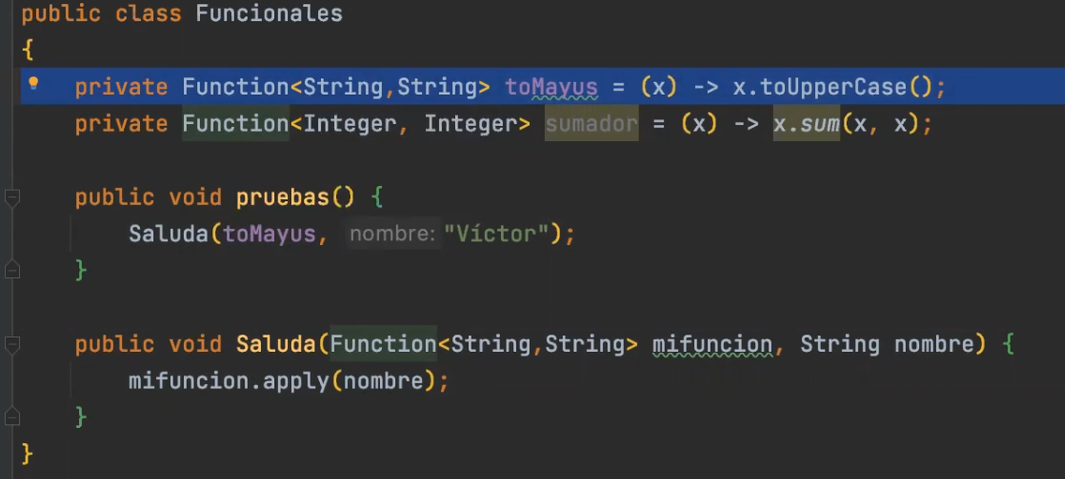 public class Funcionales
{
private Function<String,String> toMayus = (x) -> x.toUpperCase();
private Function<Integer, Integer> sumador = (x) -> x.sum(x, x);
public void pruebas() {
Saluda(toMayus, nombre: "Víctor");
}
public void Saluda(Function<String,String> mifuncion, String nombre) {
mifuncion.apply(nombre);
}
}